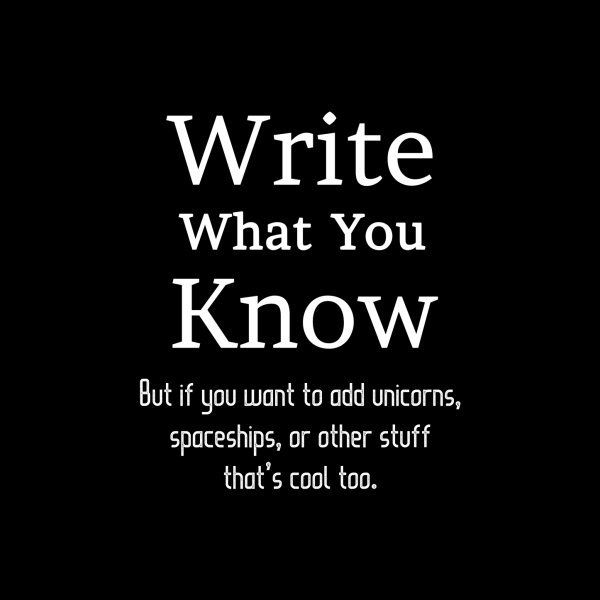 Write
What You
Know
But if you want to add unicorns,
spaceships, or other stuff
that's cool too.